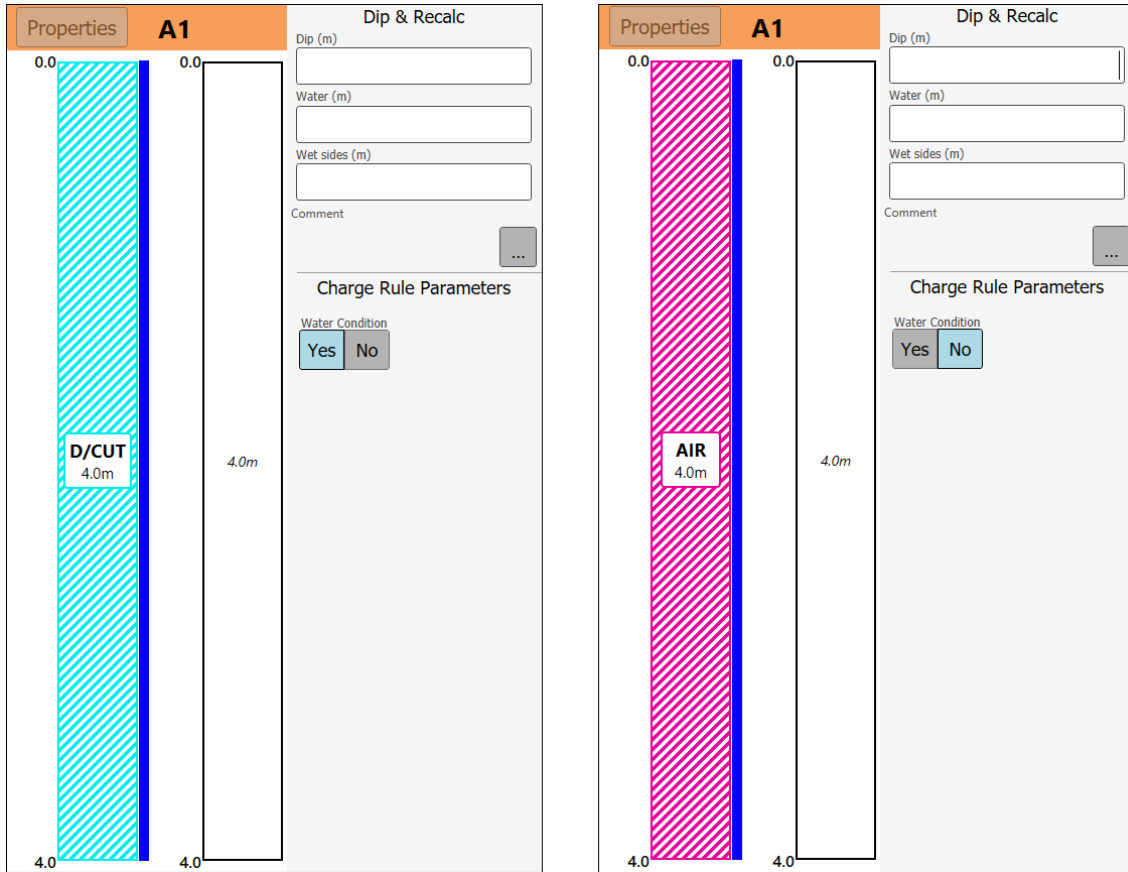 Properties
A1
0.0
0.0
D/CUT
4.0m
4.0m
4.0
4.0
Dip & Recalc
Dip (m)
Water (m)
Wet sides (m)
Comment
...
Charge Rule Parameters
Water Condition
Yes No
Properties
A1
0.0
0.0
AIR
4.0m
4.0m
4.0
4.0
Dip & Recalc
Dip (m)
Water (m)
Wet sides (m)
Comment
...
Charge Rule Parameters
Water Condition
Yes No